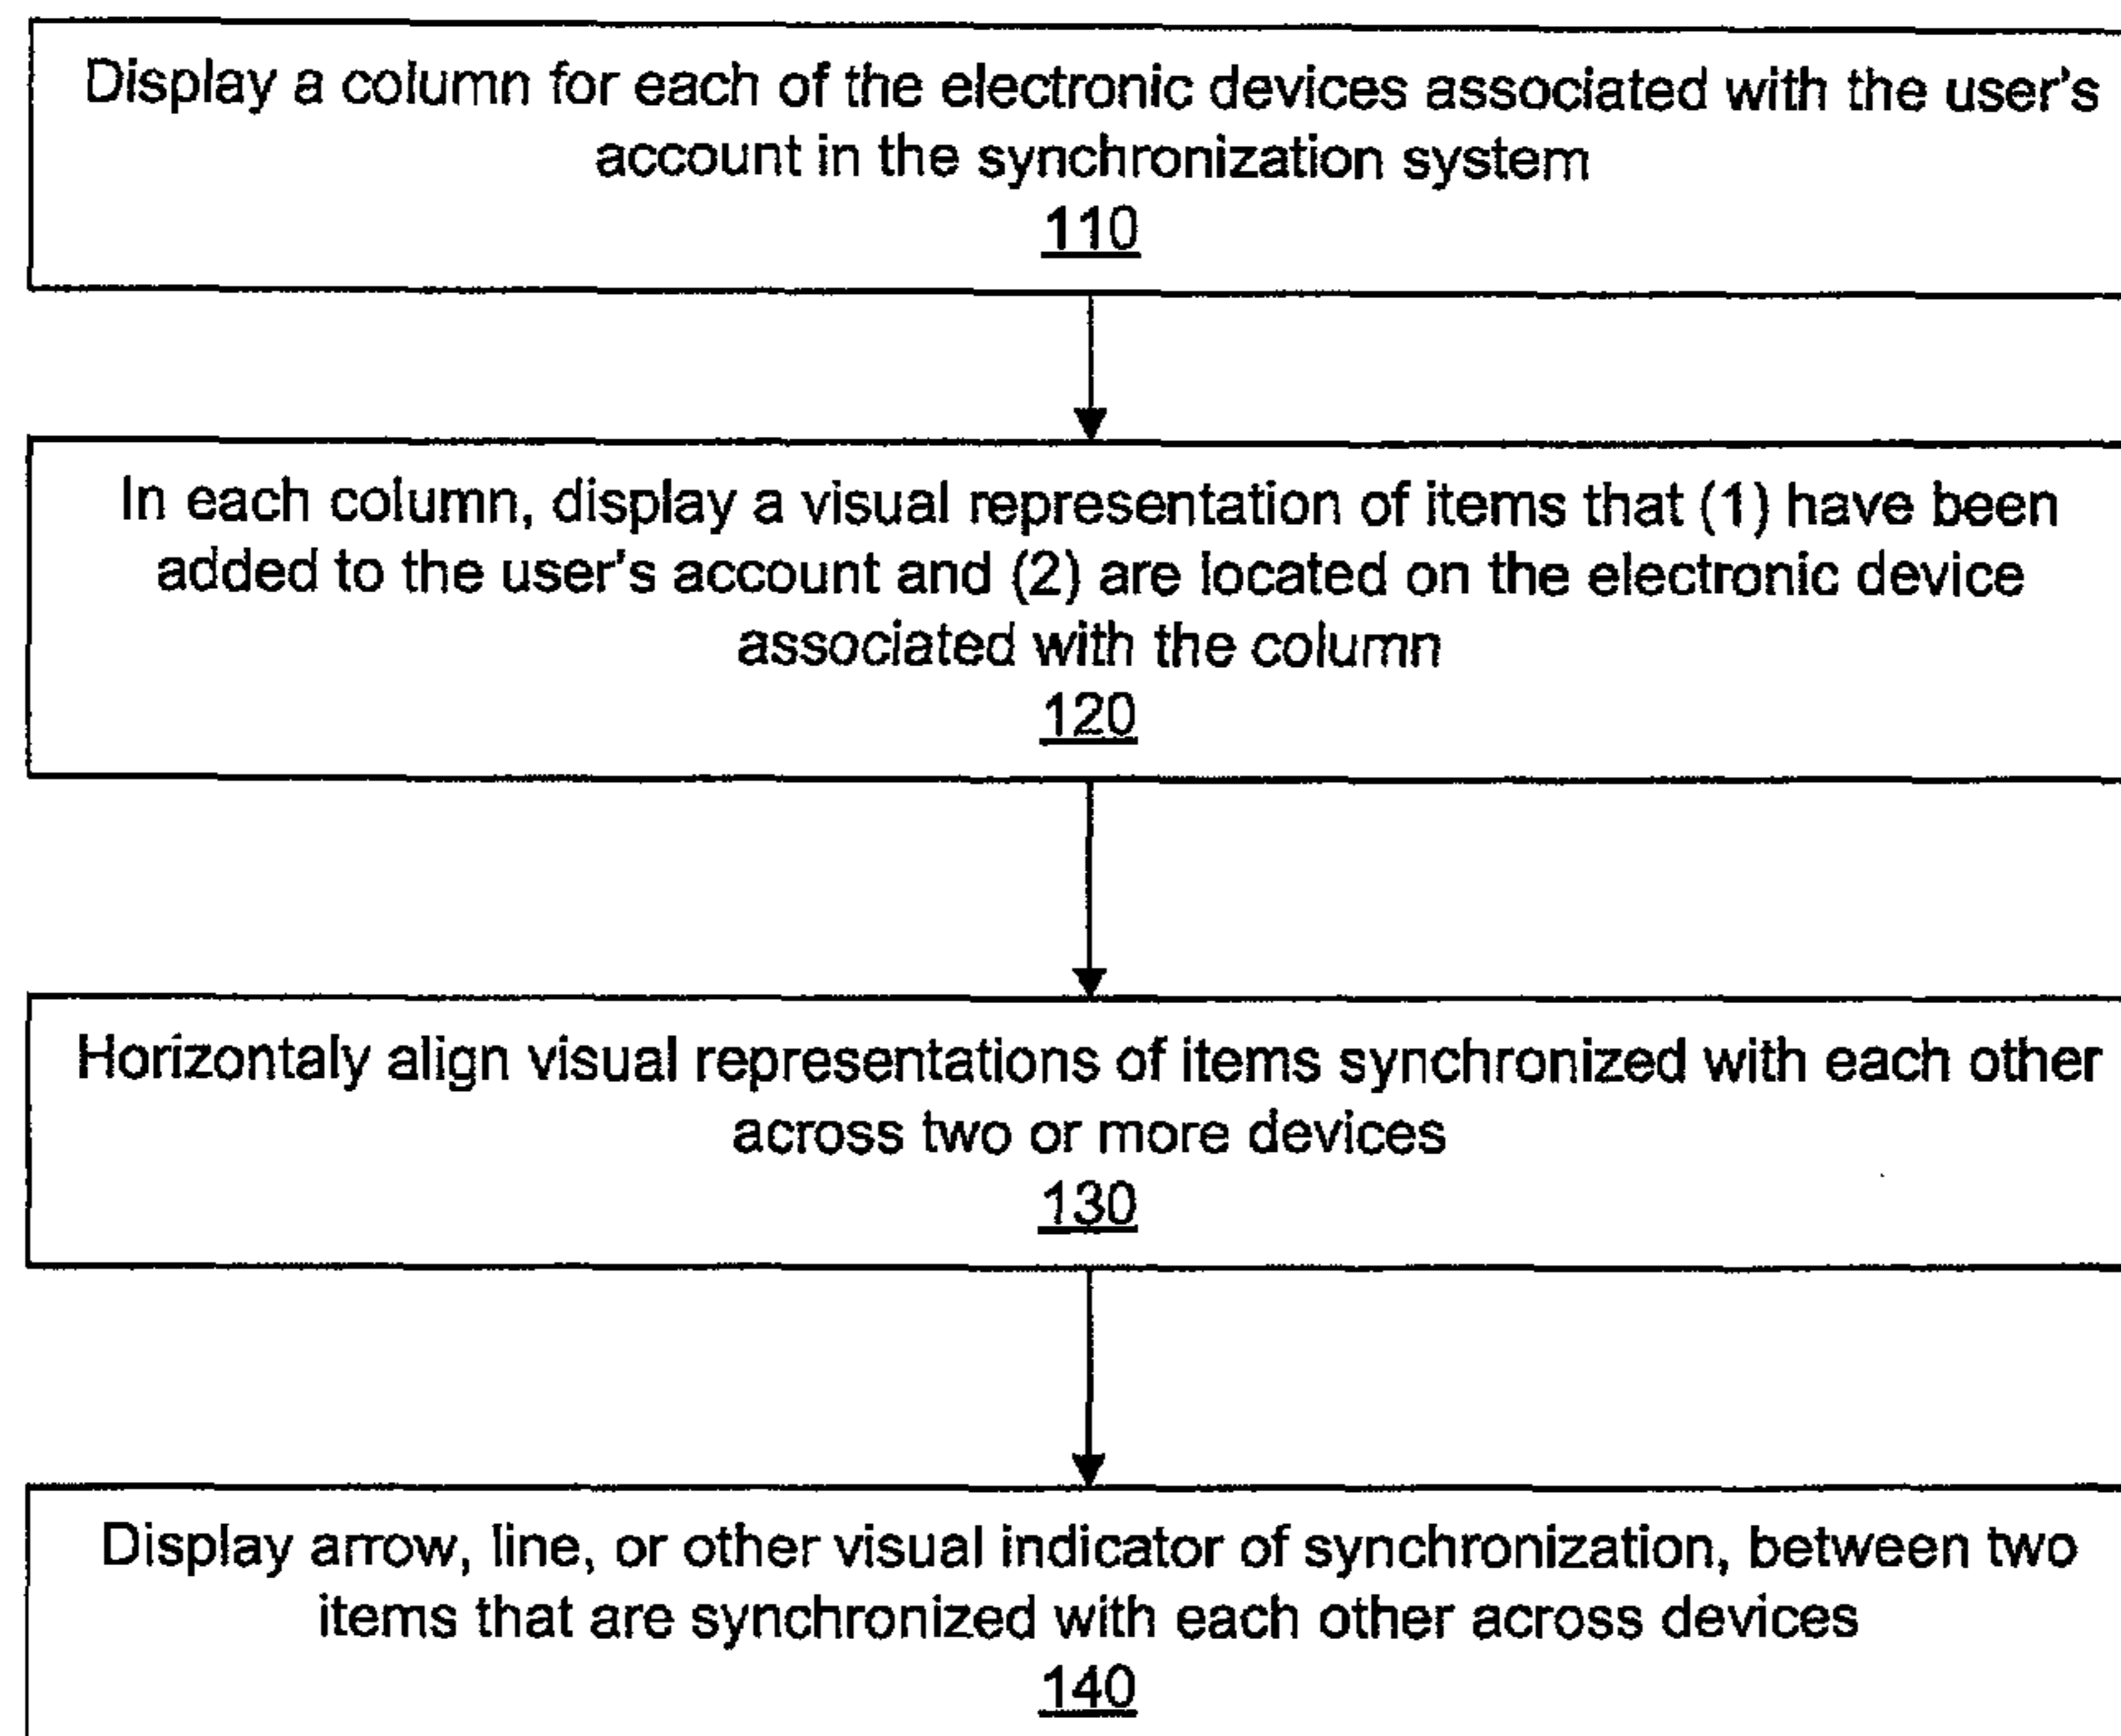 Display a column for each of the electronic devices associated with the user's
account in the synchronization system
110
In each column, display a visual representation of items that (1) have been
added to the user's account and (2) are located on the electronic device
associated with the column
120
Horizontaly align visual representations of items synchronized with each other
across two or more devices
130
Display arrow, line, or other visual indicator of synchronization, between two
items that are synchronized with each other across devices
140